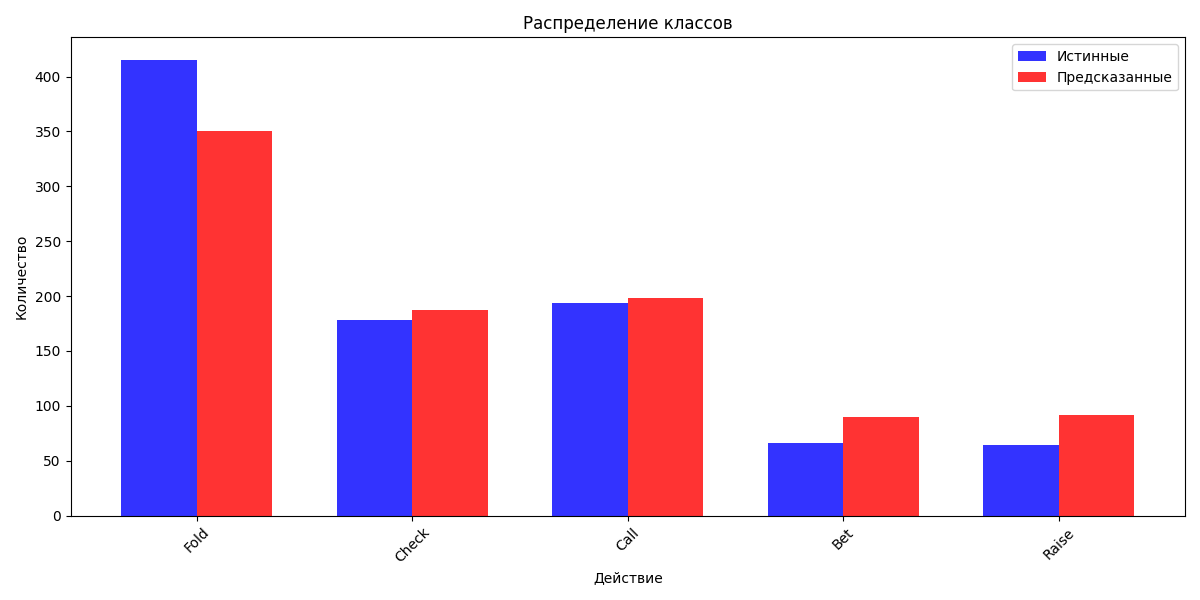 Распределение классов
Истинные
Предсказанные
Количество
400
350
300
250
200
150
100
50
0
Fold
Check
Call
Bet
Raise
Действие